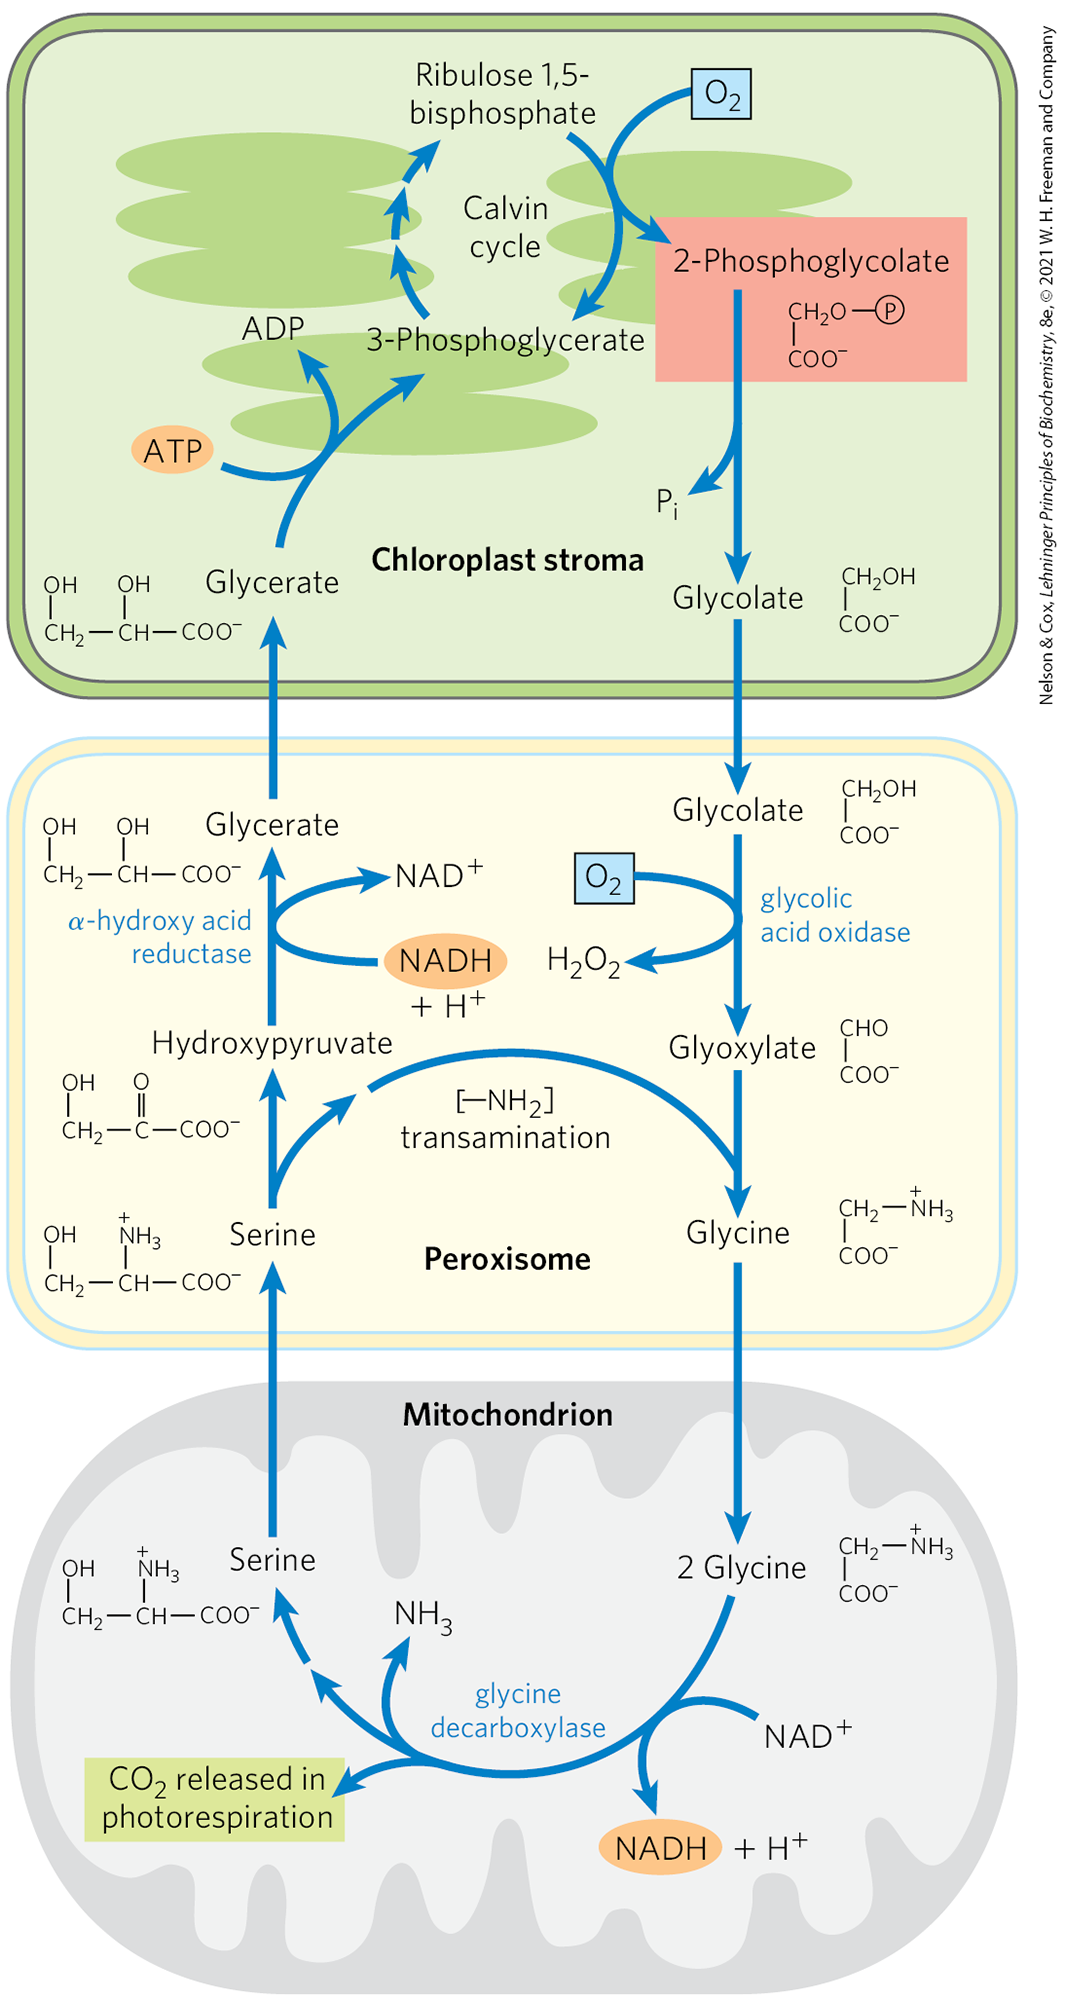 Ribulose 1,5-
bisphosphate
O₂
Calvin
cycle
2-Phosphoglycolate
CH₂O—Ⓟ
COO⁻
ADP
3-Phosphoglycerate
ATP
Pᵢ
Chloroplast stroma
Glycerate
OH OH
CH₂—CH—COO⁻
Glycolate
CH₂OH
COO⁻
Glycolate
CH₂OH
COO⁻
Glycerate
OH OH
CH₂—CH—COO⁻
NAD⁺
O₂
glycolic
acid oxidase
α-hydroxy acid
reductase
NADH
+ H⁺
H₂O₂
Hydroxypyruvate
OH O
CH₂—C—COO⁻
Glyoxylate
CHO
COO⁻
[—NH₂]
transamination
Serine
OH +NH₃
CH₂—CH—COO⁻
Peroxisome
Glycine
CH₂—+NH₃
COO⁻
Mitochondrion
Serine
OH +NH₃
CH₂—CH—COO⁻
2 Glycine
CH₂—+NH₃
COO⁻
NH₃
glycine
decarboxylase
NAD⁺
CO₂ released in
photorespiration
NADH + H⁺
Nelson & Cox, Lehninger Principles of Biochemistry, 8e, © 2021 W. H. Freeman and Company